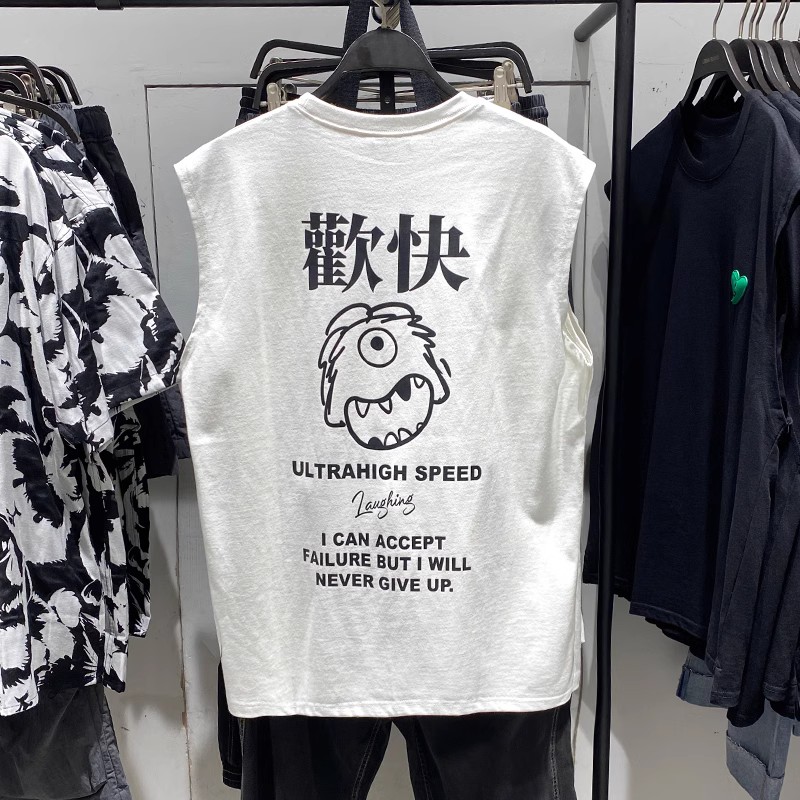 歡快
ULTRAHIGH SPEED
Laughing
I CAN ACCEPT
FAILURE BUT I WILL
NEVER GIVE UP.